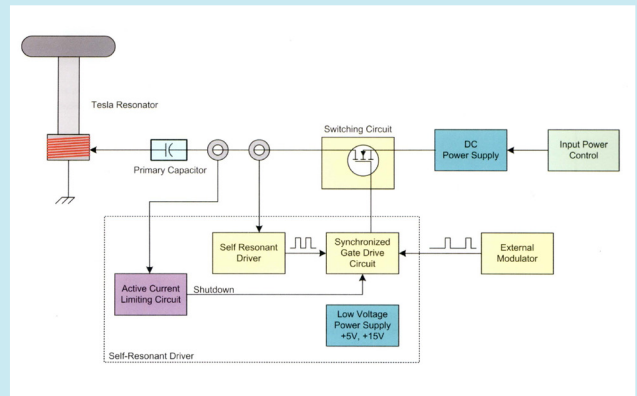 Tesla Resonator
Switching Circuit
DC
Power Supply
Input Power
Control
Primary Capacitor
Self Resonant
Driver
Synchronized
Gate Drive
Circuit
External
Modulator
Active Current
Limiting Circuit
Shutdown
Low Voltage
Power Supply
+5V, +15V
Self-Resonant Driver